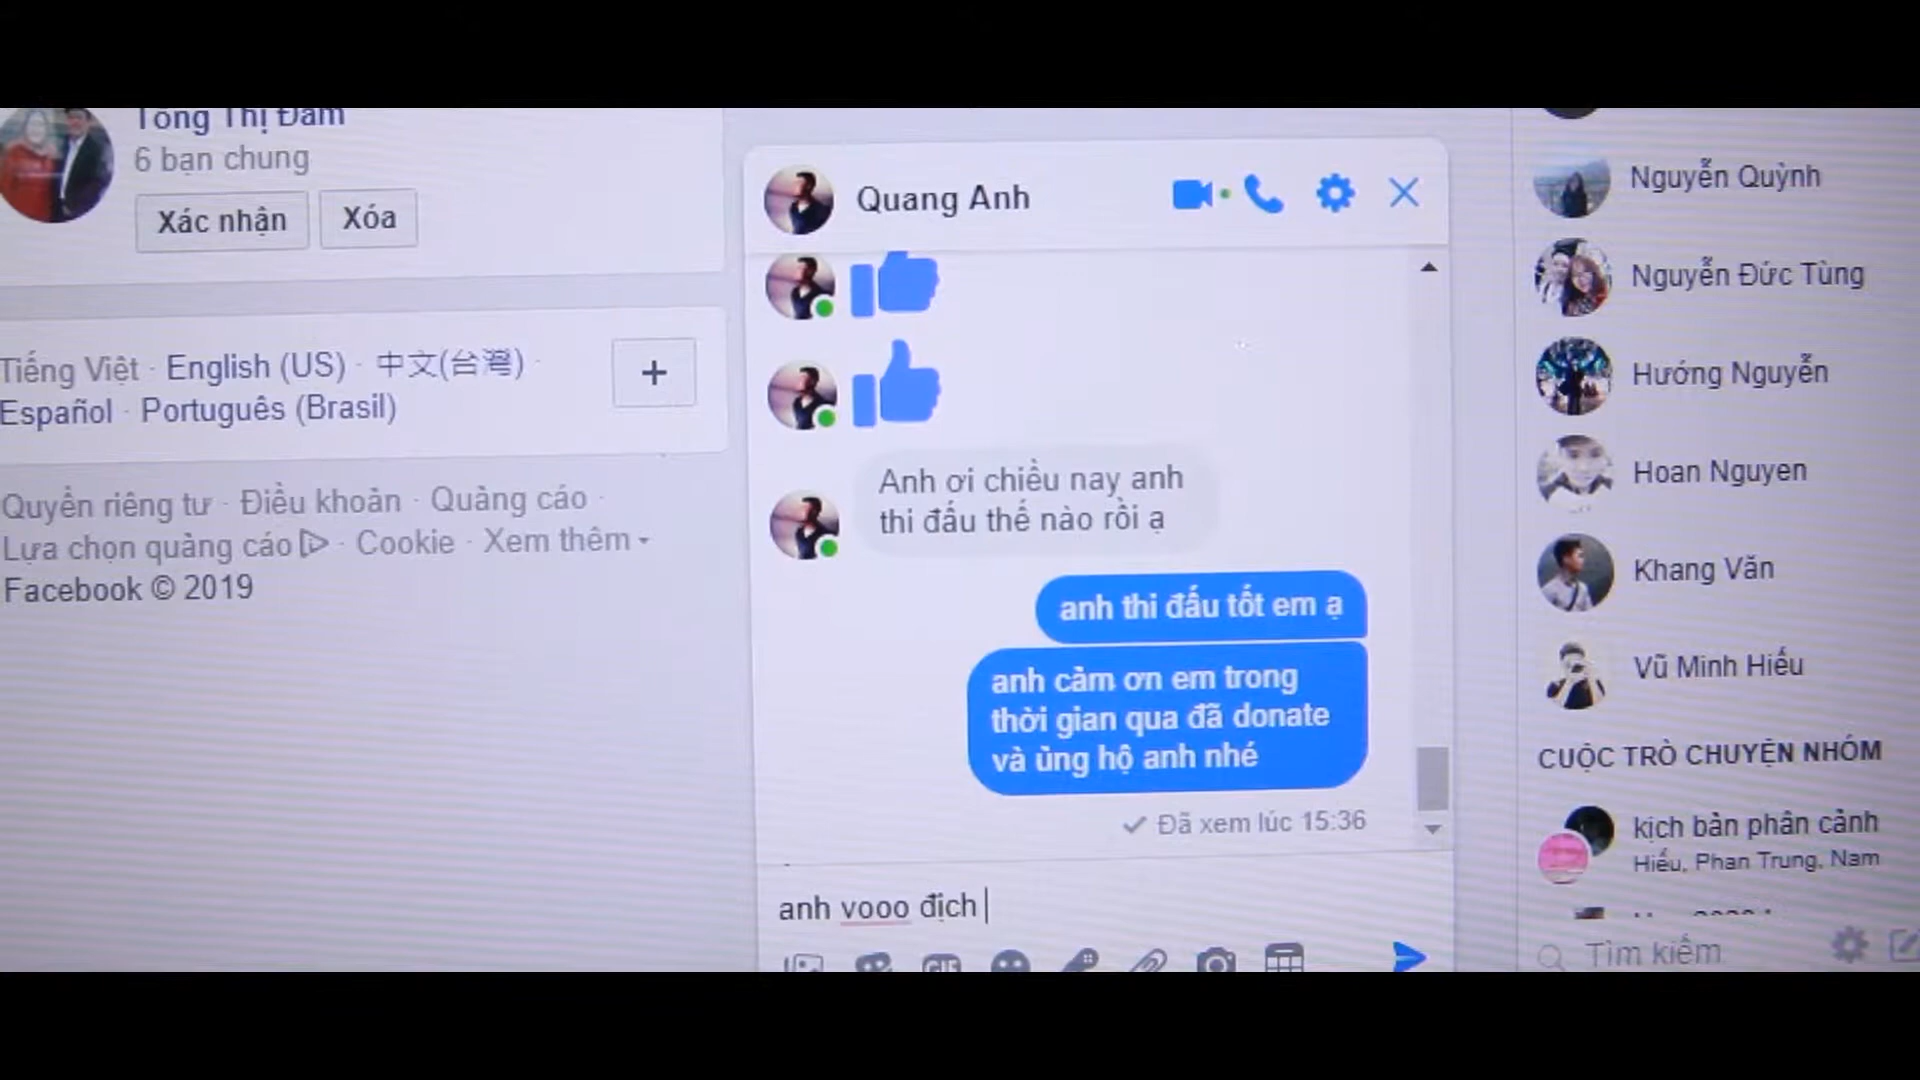 Tống Thị Đảm
6 bạn chung
Xác nhận
Xóa
Tiếng Việt · English (US) · 中文(台灣) ·
Español · Português (Brasil)
+
Quyền riêng tư · Điều khoản · Quảng cáo ·
Lựa chọn quảng cáo · Cookie · Xem thêm
Facebook © 2019
Quang Anh
Anh ơi chiều nay anh
thi đấu thế nào rồi ạ
anh thi đấu tốt em ạ
anh cảm ơn em trong
thời gian qua đã donate
và ủng hộ anh nhé
Đã xem lúc 15:36
anh vooo địch
GIF
Nguyễn Quỳnh
Nguyễn Đức Tùng
Hướng Nguyễn
Hoan Nguyen
Khang Văn
Vũ Minh Hiếu
CUỘC TRÒ CHUYỆN NHÓM
kịch bản phân cảnh
Hiếu, Phan Trung, Nam
Tìm kiếm